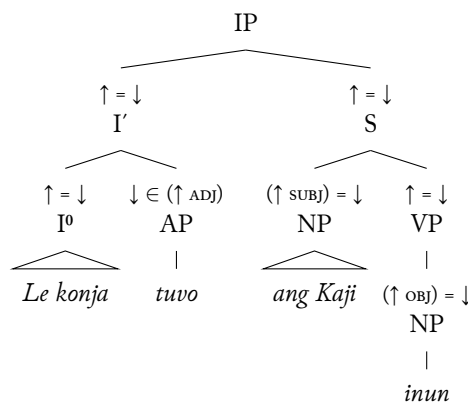 IP
↑ = ↓ ↑ = ↓
I′ S
↑ = ↓ ↓ ∈ (↑ ADJ) (↑ SUBJ) = ↓ ↑ = ↓
I⁰ AP NP VP
Le konja tuvo ang Kaji (↑ OBJ) = ↓
NP
inun